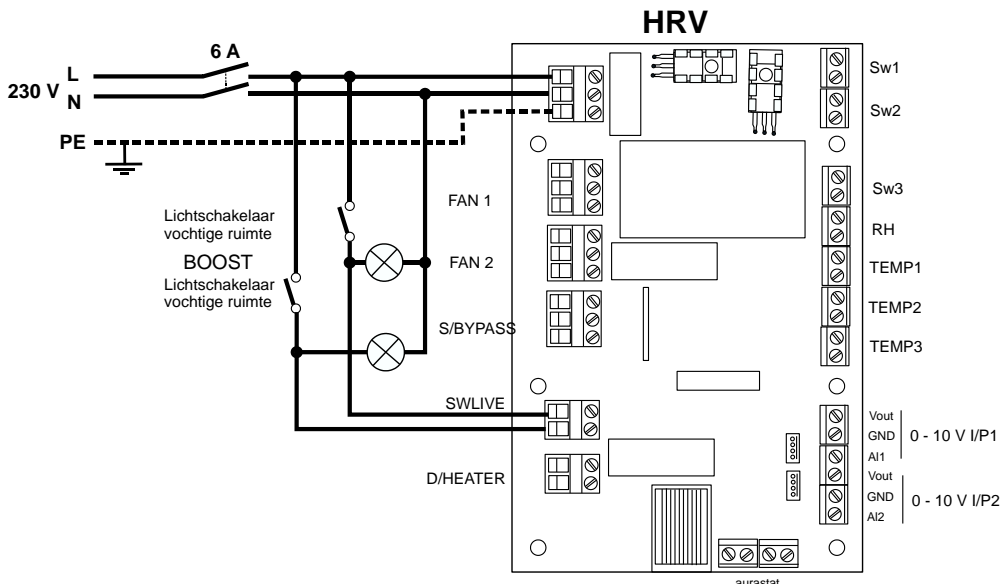 HRV
6 A
L
230 V
N
PE
Sw1
Sw2
FAN 1
Sw3
Lichtschakelaar
vochtige ruimte
RH
BOOST
FAN 2
TEMP1
Lichtschakelaar
vochtige ruimte
S/BYPASS
TEMP2
TEMP3
SWLIVE
Vout
GND
0 - 10 V I/P1
AI1
Vout
D/HEATER
GND
0 - 10 V I/P2
AI2
aurastat